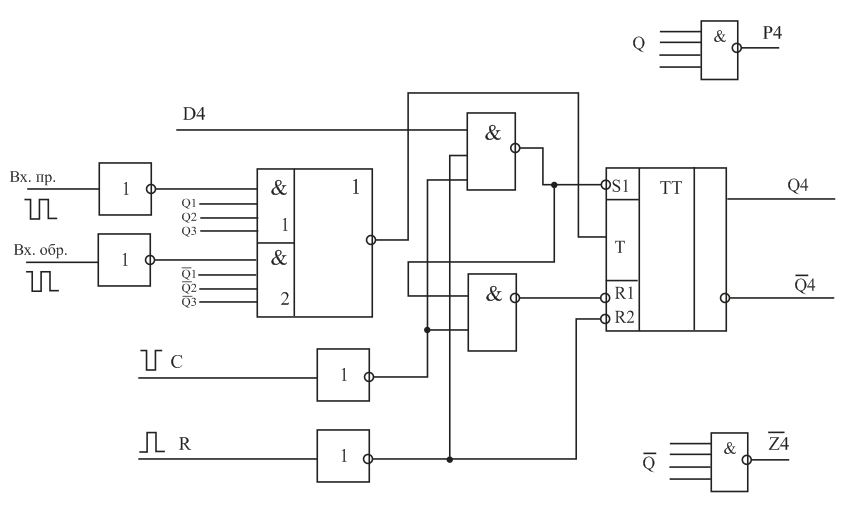 Q
&
P4
D4
&
Вх. пр.
1
&
1
Q1
Q2
Q3
1
S1
TT
Q4
Вх. обр.
1
&
Q̅1
Q̅2
Q̅3
2
T
&
R1
R2
Q̅4
C
1
R
1
Q̅
&
Z̅4